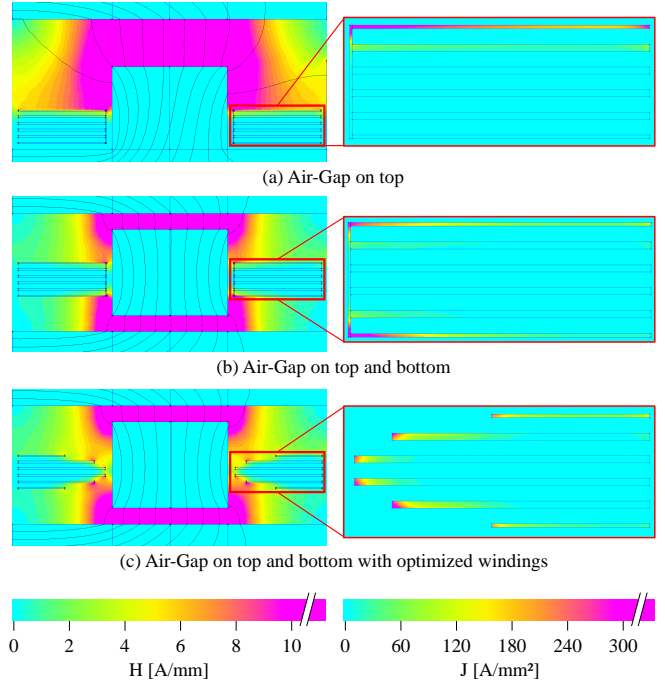 (a) Air-Gap on top
(b) Air-Gap on top and bottom
(c) Air-Gap on top and bottom with optimized windings
0 2 4 6 8 10
H [A/mm]
0 60 120 180 240 300
J [A/mm²]